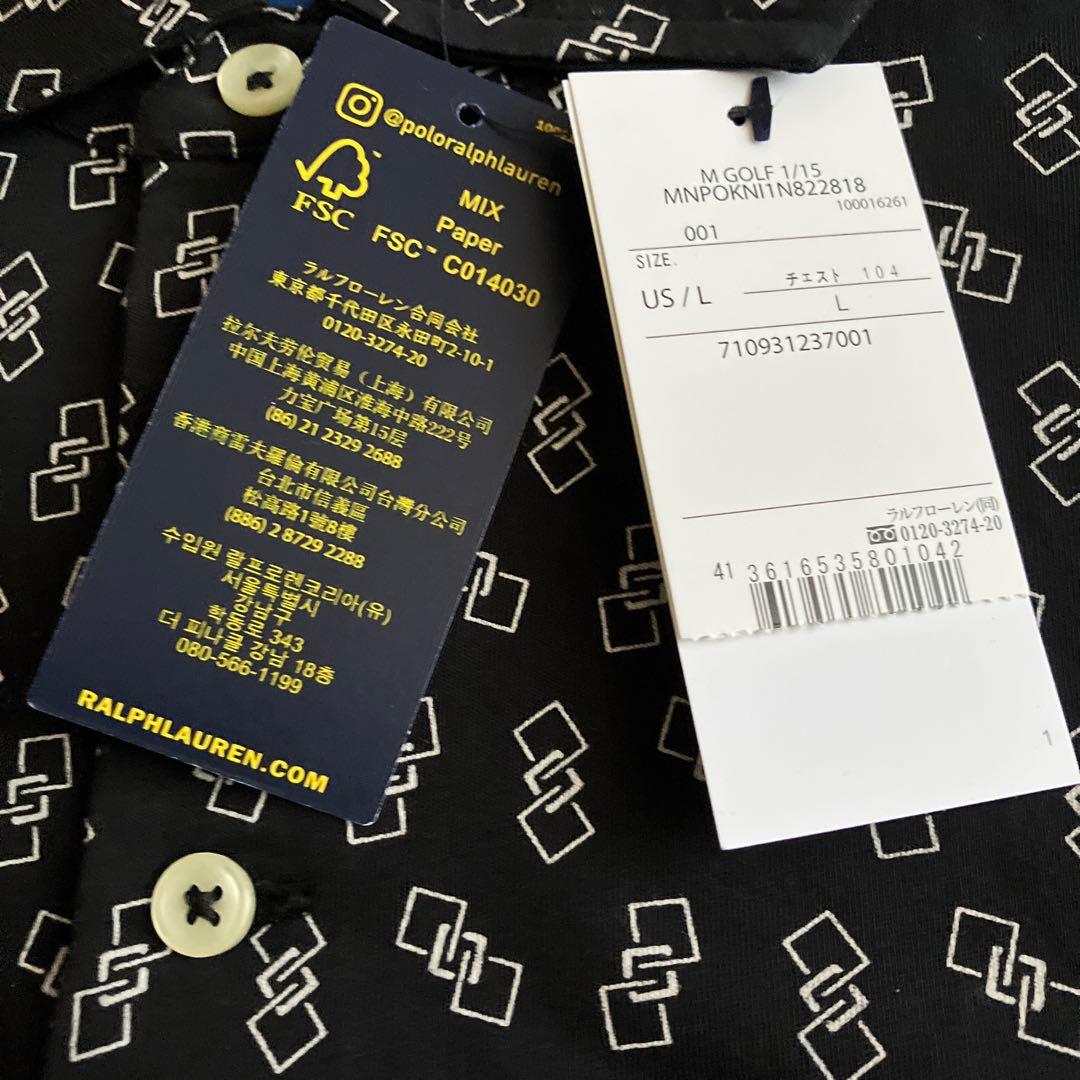 @poloralphlauren
FSC
MIX
Paper
FSC™ C014030
ラルフローレン合同会社
東京都千代田区永田町2-10-1
0120-3274-20
拉尔夫劳伦贸易（上海）有限公司
中国上海黄浦区淮海中路222号
力宝广场第15层
(86) 21 2329 2688
香港商雷夫羅倫有限公司台灣分公司
台北市信義區
松高路1號8樓
(886) 2 8729 2288
수입원 랄프로렌코리아(유)
서울특별시
강남구
학동로 343
더 피나클 강남 18층
080-566-1199
RALPHLAUREN.COM
M GOLF 1/15
MNPOKNI1N822818
100016261
001
SIZE.
US / L
チェスト 104
L
710931237001
ラルフローレン(同)
0120-3274-20
41 3616535801042
1